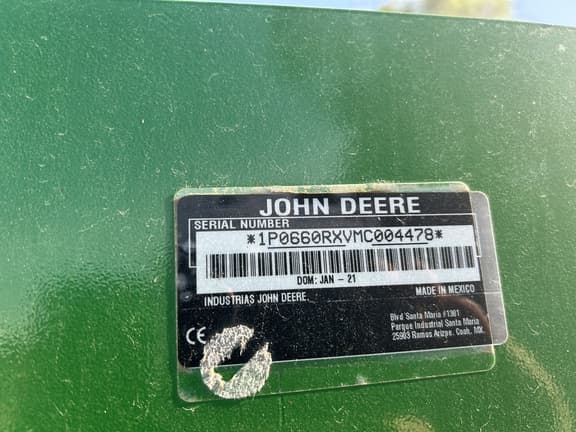 JOHN DEERE
SERIAL NUMBER
*1P0660RXVMC004478*
DOM: JAN - 21
INDUSTRIAS JOHN DEERE MADE IN MEXICO
Blvd Santa Maria #1381
Parque Industrial Santa Maria
25903 Ramos Arizpe. Coah, MX
CE